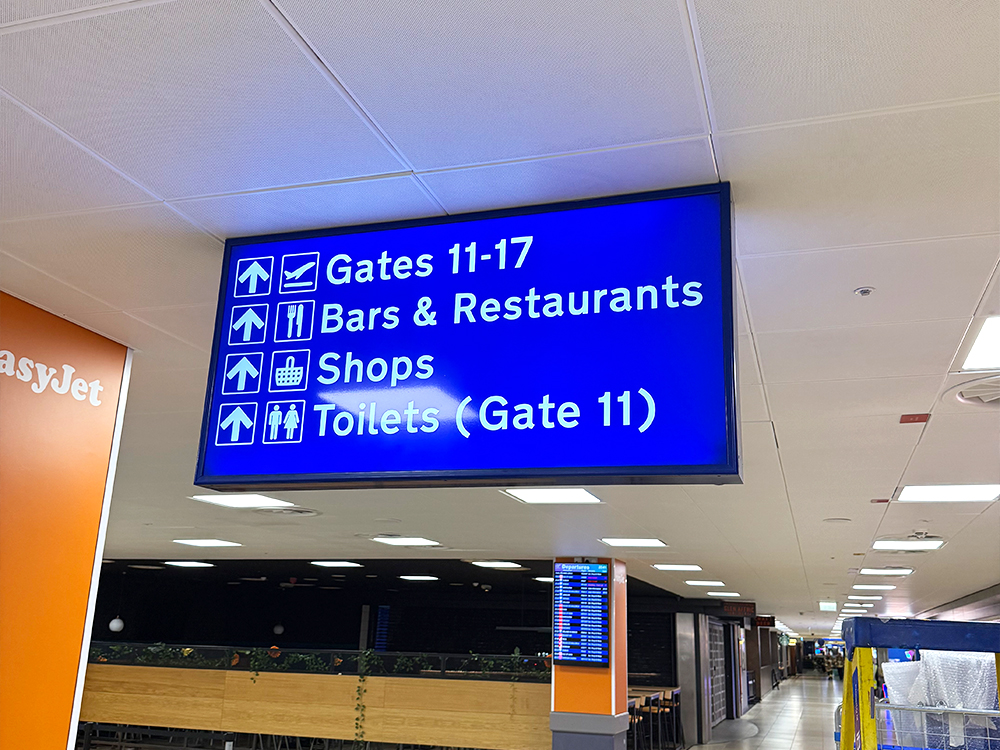 Gates 11-17
Bars & Restaurants
Shops
Toilets (Gate 11)
asyJet
Departures